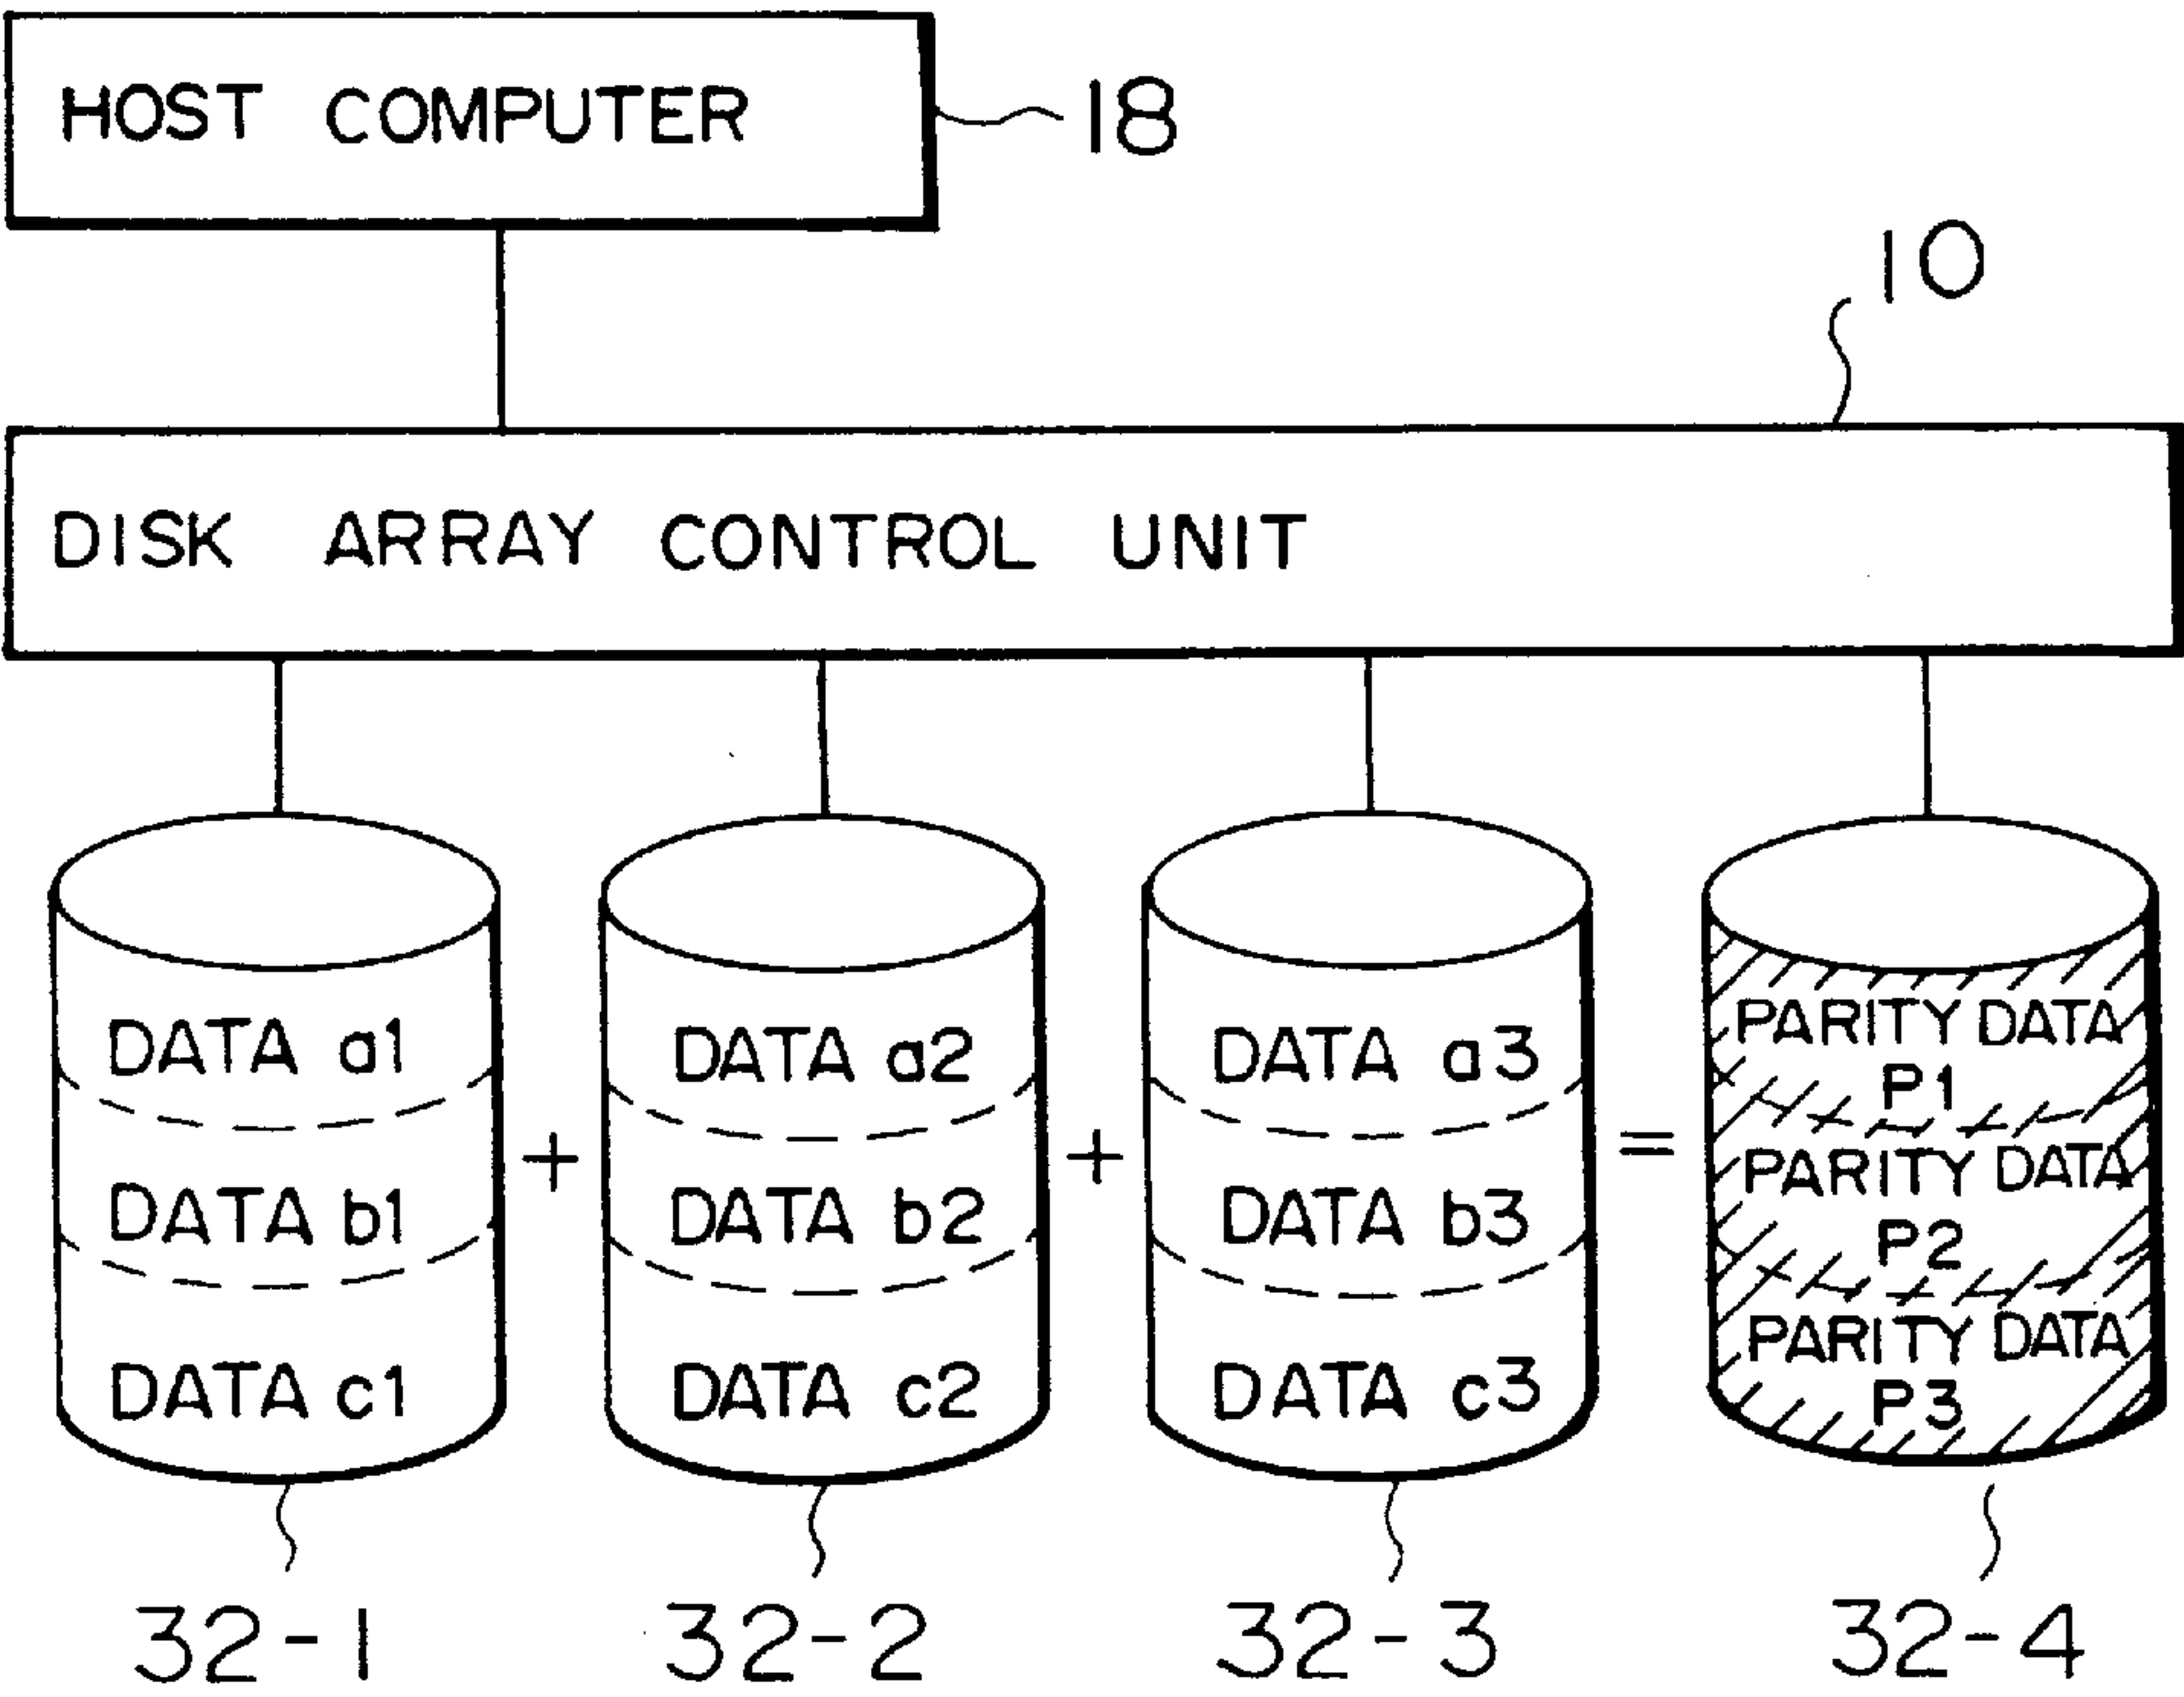 HOST COMPUTER
18
10
DISK ARRAY CONTROL UNIT
DATA a1
DATA b1
DATA c1
+
DATA a2
DATA b2
DATA c2
+
DATA a3
DATA b3
DATA c3
=
PARITY DATA
P1
PARITY DATA
P2
PARITY DATA
P3
32-1
32-2
32-3
32-4